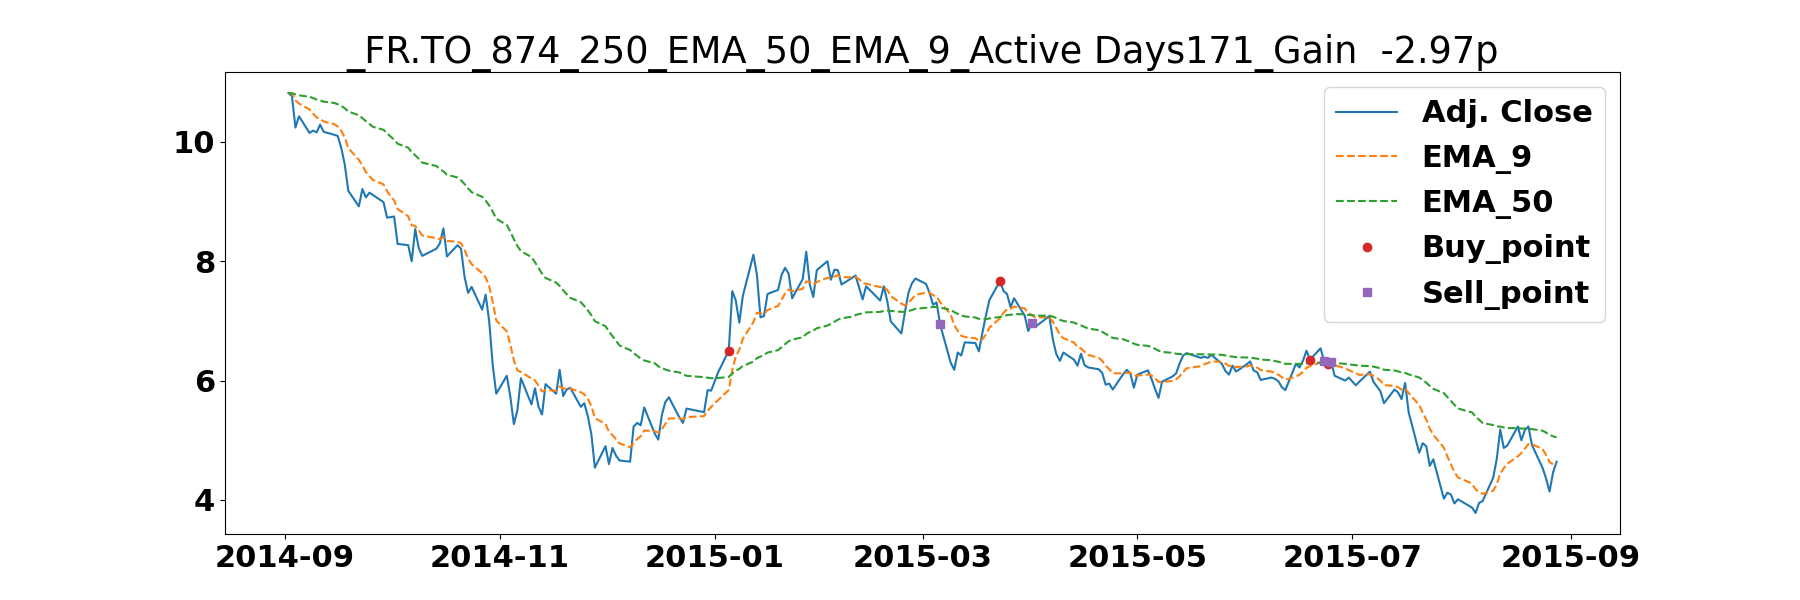 _FR.TO_874_250_EMA_50_EMA_9_Active Days171_Gain  -2.97p
Adj. Close
EMA_9
EMA_50
Buy_point
Sell_point
10
8
6
4
2014-09 2014-11 2015-01 2015-03 2015-05 2015-07 2015-09